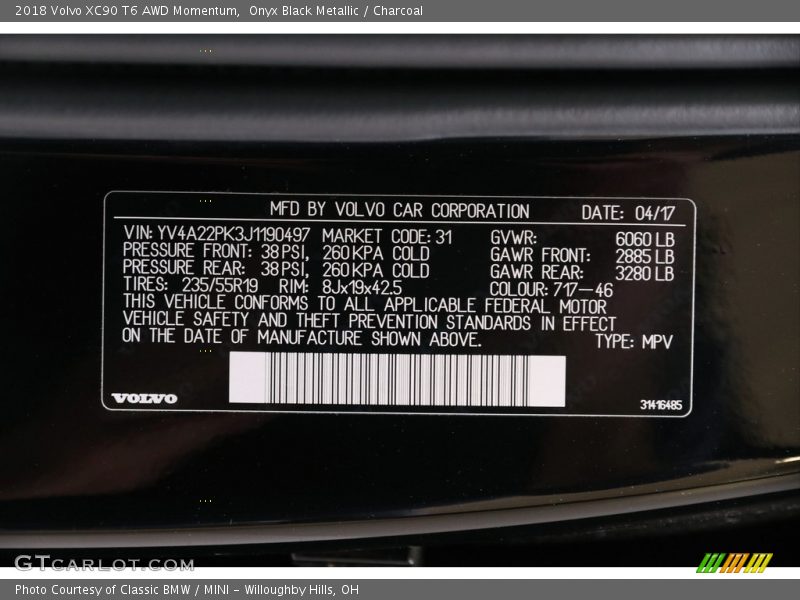 2018 Volvo XC90 T6 AWD Momentum,  Onyx Black Metallic / Charcoal
MFD BY VOLVO CAR CORPORATION DATE: 04/17
VIN: YV4A22PK3J1190497 MARKET CODE: 31 GVWR: 6060 LB
PRESSURE FRONT: 38 PSI, 260 KPA COLD GAWR FRONT: 2885 LB
PRESSURE REAR: 38 PSI, 260 KPA COLD GAWR REAR: 3280 LB
TIRES: 235/55R19 RIM: 8Jx19x42.5 COLOUR: 717-46
THIS VEHICLE CONFORMS TO ALL APPLICABLE FEDERAL MOTOR
VEHICLE SAFETY AND THEFT PREVENTION STANDARDS IN EFFECT
ON THE DATE OF MANUFACTURE SHOWN ABOVE. TYPE: MPV
VOLVO 31416485
GTCARLOT.COM
Photo Courtesy of Classic BMW / MINI - Willoughby Hills, OH